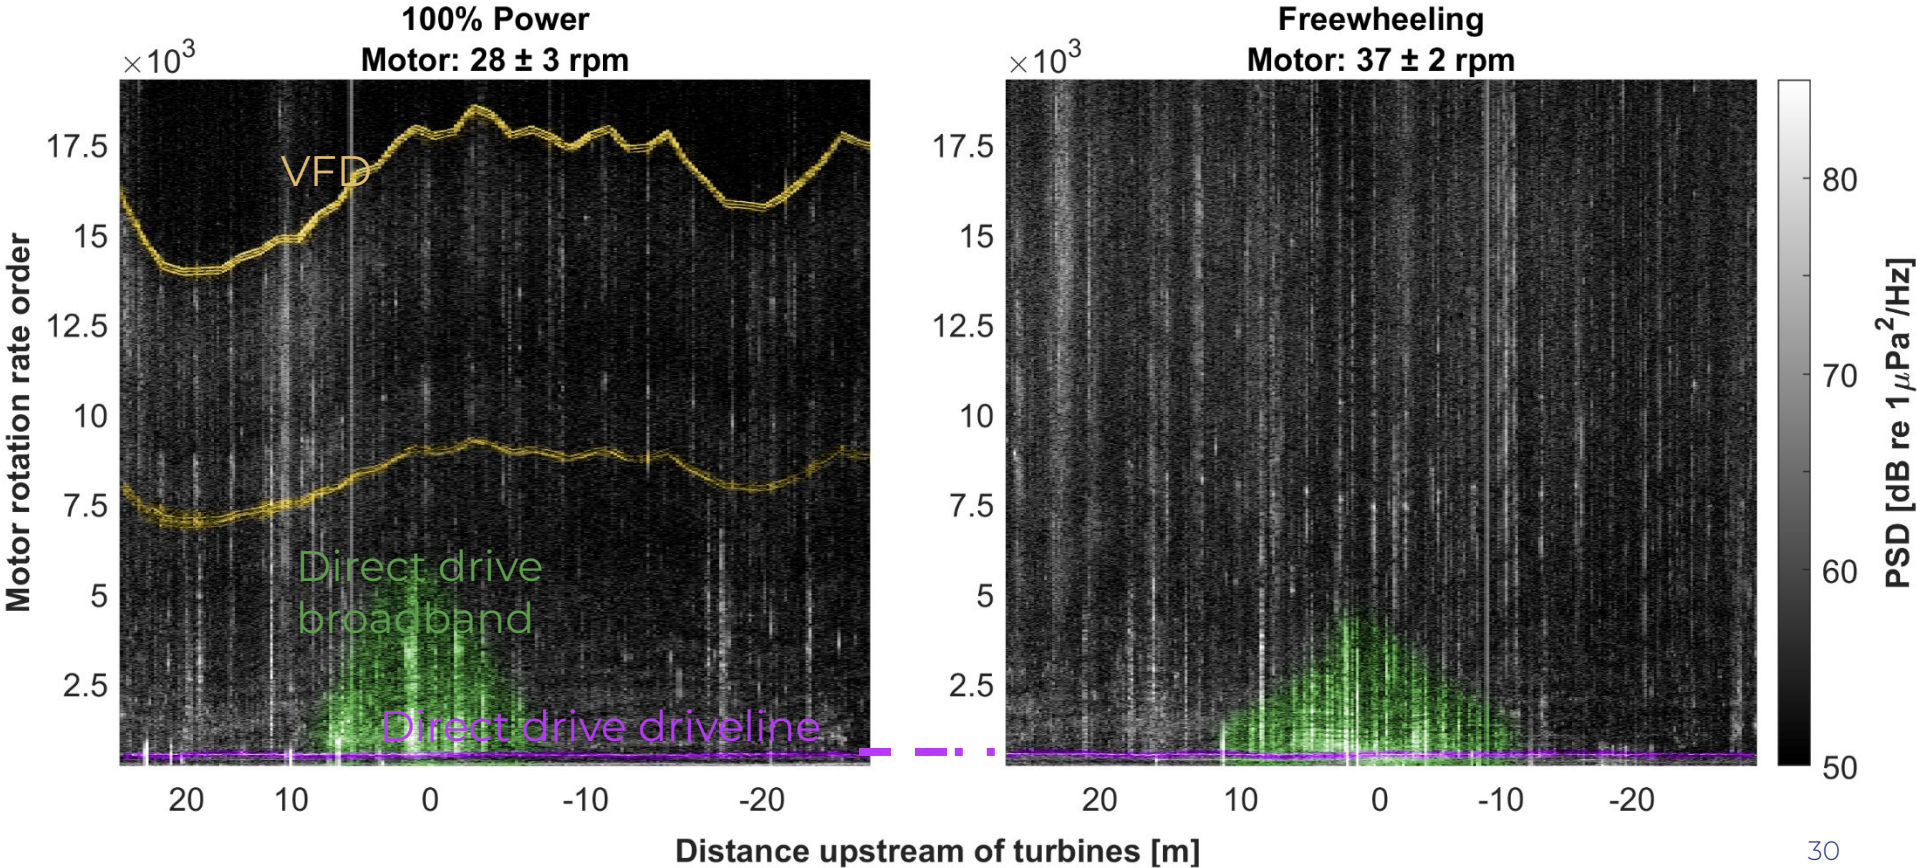 100% Power
Motor: 28 ± 3 rpm
×10³
17.5
15
12.5
10
7.5
5
2.5
Motor rotation rate order
VFD
Direct drive
broadband
Direct drive driveline
20 10 0 -10 -20
Freewheeling
Motor: 37 ± 2 rpm
×10³
17.5
15
12.5
10
7.5
5
2.5
20 10 0 -10 -20
80
70
60
50
PSD [dB re 1μPa²/Hz]
Distance upstream of turbines [m]
30